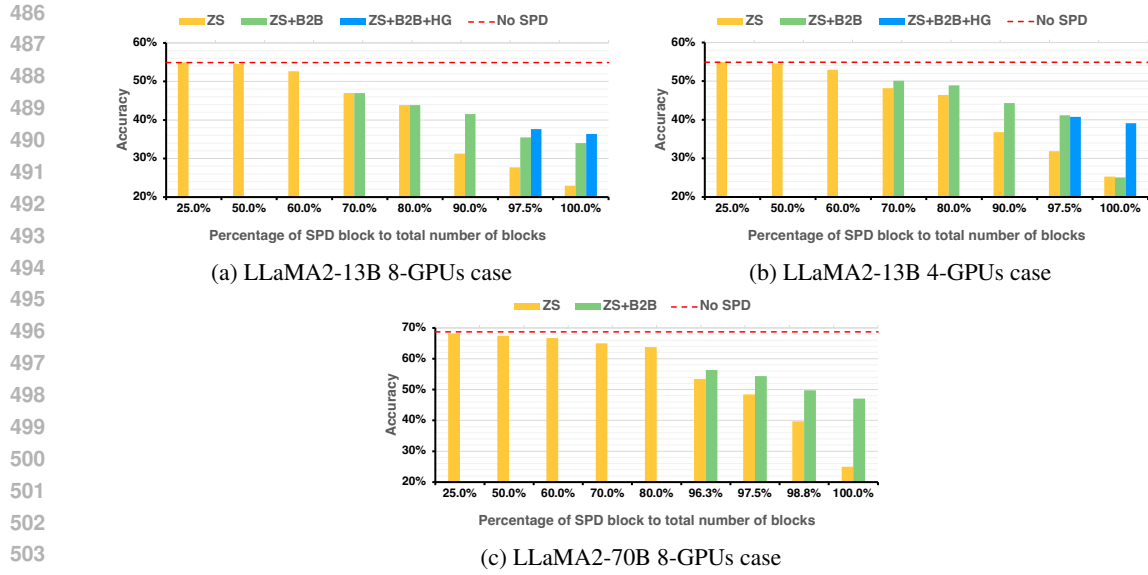 486
487
488
489
490
491
492
493
494
495
496
497
498
499
500
501
502
503
ZS ZS+B2B ZS+B2B+HG No SPD
60%
50%
40%
30%
20%
Accuracy
25.0% 50.0% 60.0% 70.0% 80.0% 90.0% 97.5% 100.0%
Percentage of SPD block to total number of blocks
(a) LLaMA2-13B 8-GPUs case
ZS ZS+B2B ZS+B2B+HG No SPD
60%
50%
40%
30%
20%
Accuracy
25.0% 50.0% 60.0% 70.0% 80.0% 90.0% 97.5% 100.0%
Percentage of SPD block to total number of blocks
(b) LLaMA2-13B 4-GPUs case
ZS ZS+B2B No SPD
70%
60%
50%
40%
30%
20%
Accuracy
25.0% 50.0% 60.0% 70.0% 80.0% 96.3% 97.5% 98.8% 100.0%
Percentage of SPD block to total number of blocks
(c) LLaMA2-70B 8-GPUs case